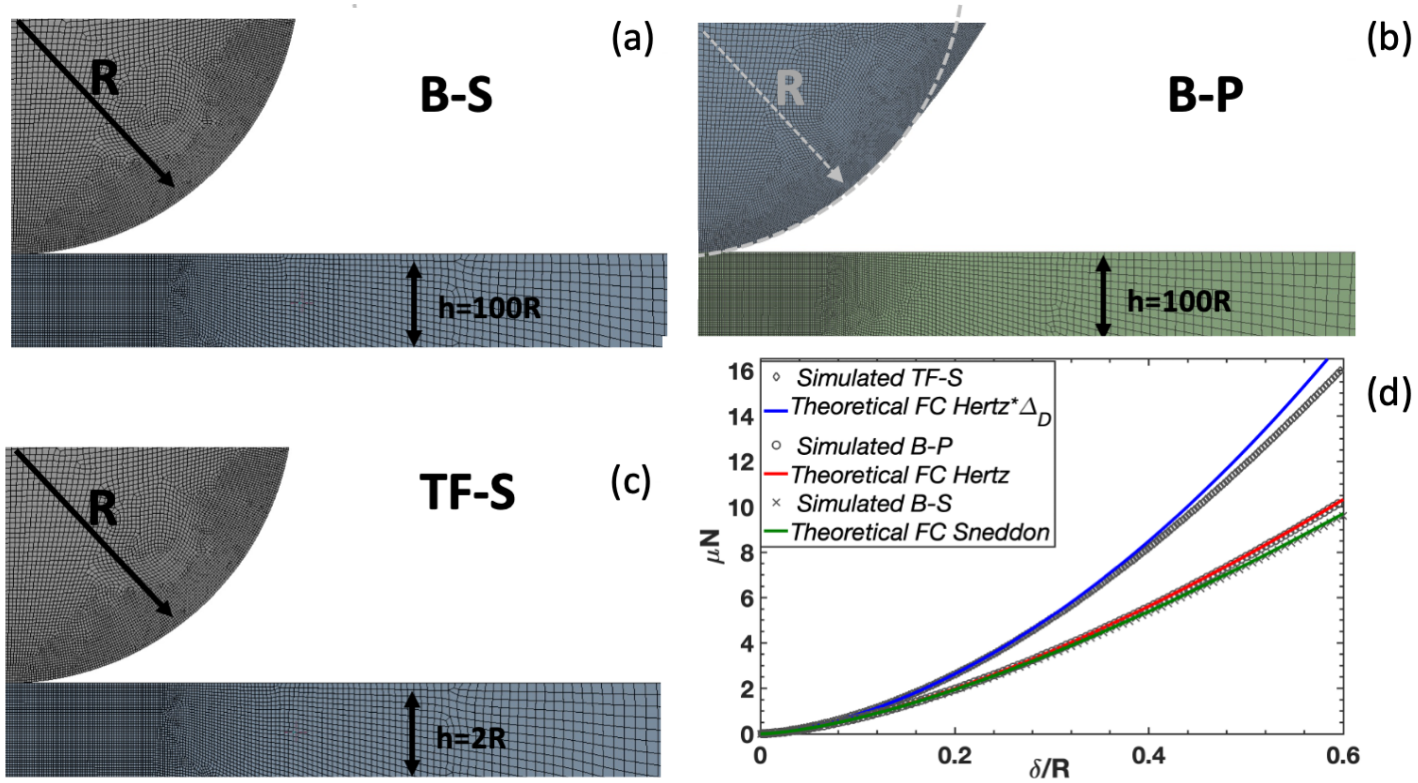 (a)
R
B-S
h=100R
(b)
R
B-P
h=100R
(c)
R
TF-S
h=2R
(d)
16
14
12
10
8
6
4
2
0
μN
Simulated TF-S
Theoretical FC Hertz*Δ_D
Simulated B-P
Theoretical FC Hertz
Simulated B-S
Theoretical FC Sneddon
0 0.2 0.4 0.6
δ/R